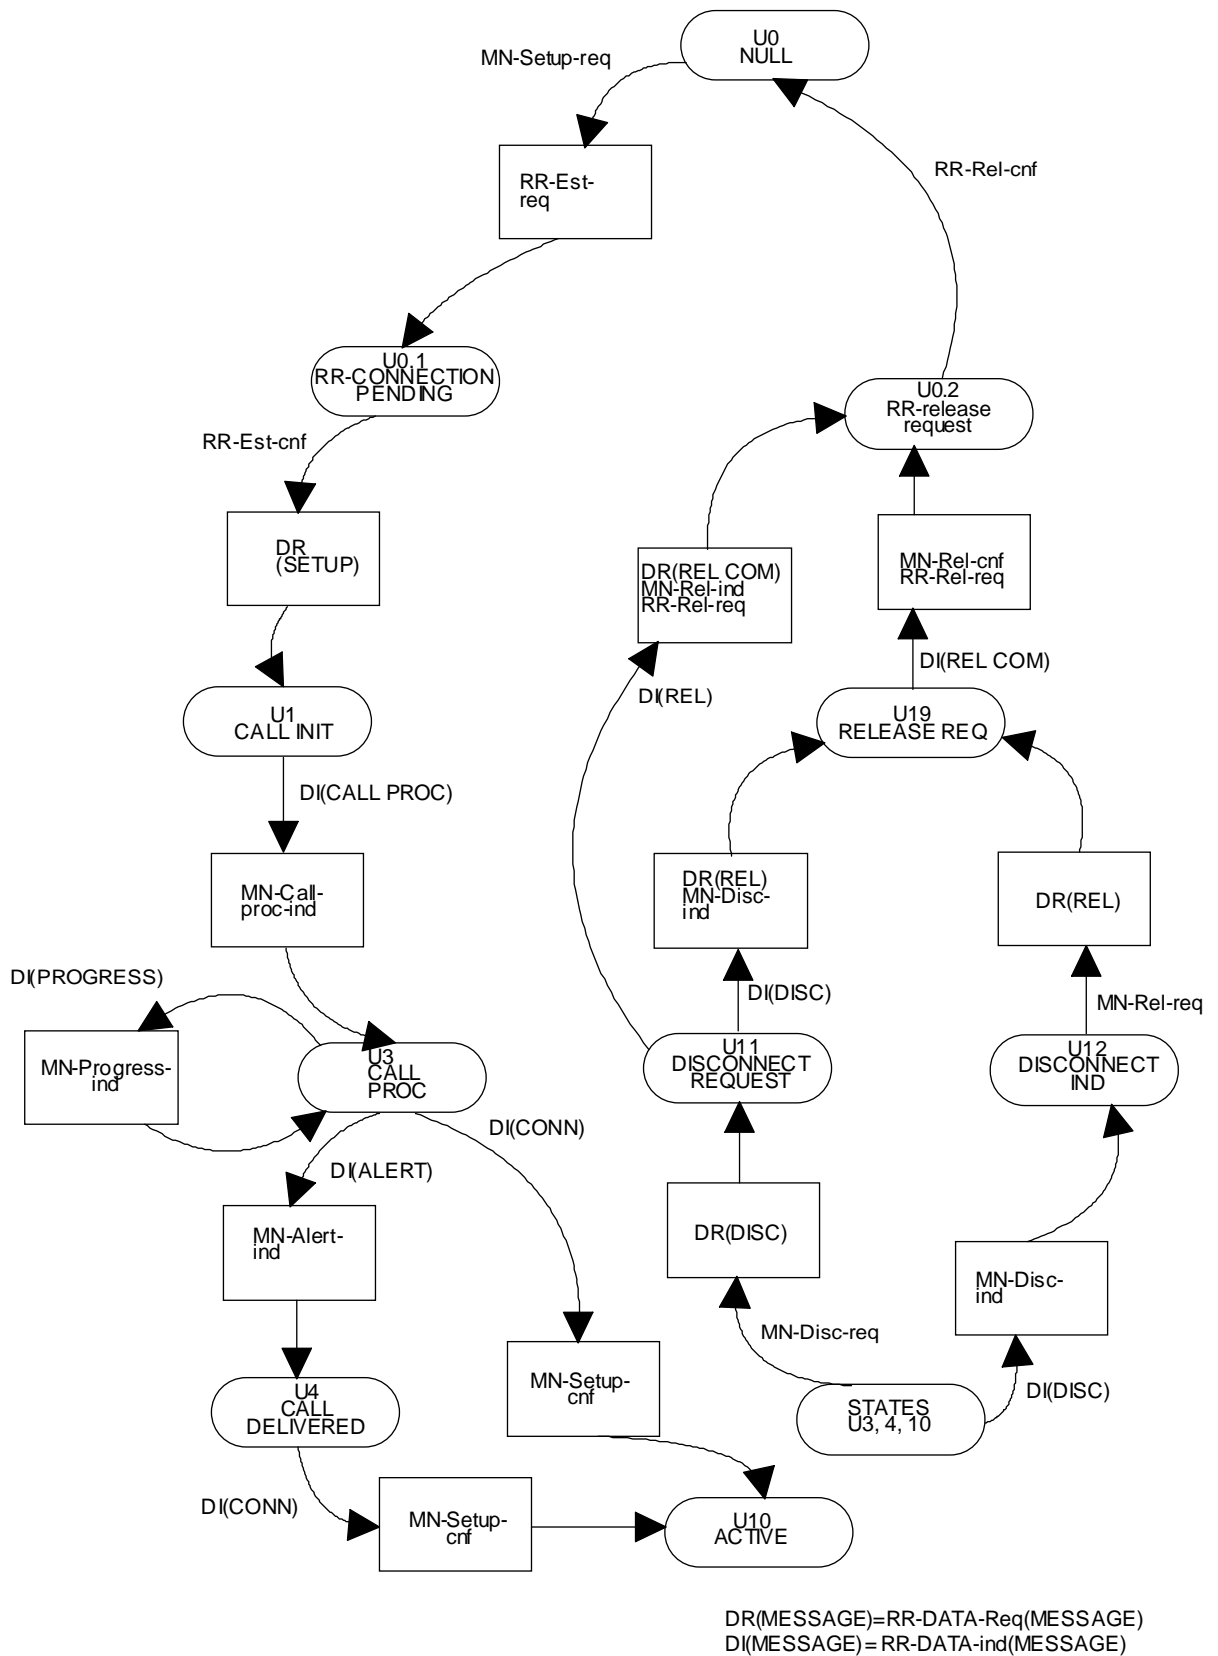 U0
NULL
MN-Setup-req
RR-Est-
req
RR-Rel-cnf
U0.1
RR-CONNECTION
PENDING
U0.2
RR-release
request
RR-Est-cnf
DR
(SETUP)
MN-Rel-cnf
RR-Rel-req
DR(REL COM)
MN-Rel-ind
RR-Rel-req
DI(REL COM)
DI(REL)
U1
CALL INIT
U19
RELEASE REQ
DI(CALL PROC)
MN-Call-
proc-ind
DR(REL)
MN-Disc-
ind
DR(REL)
DI(PROGRESS)
DI(DISC)
MN-Rel-req
MN-Progress-
ind
U3
CALL
PROC
U11
DISCONNECT
REQUEST
U12
DISCONNECT
IND
DI(CONN)
DI(ALERT)
MN-Alert-
ind
DR(DISC)
MN-Disc-
ind
MN-Disc-req
MN-Setup-
cnf
DI(DISC)
U4
CALL
DELIVERED
STATES
U3, 4, 10
DI(CONN)
MN-Setup-
cnf
U10
ACTIVE
DR(MESSAGE)=RR-DATA-Req(MESSAGE)
DI(MESSAGE)= RR-DATA-ind(MESSAGE)